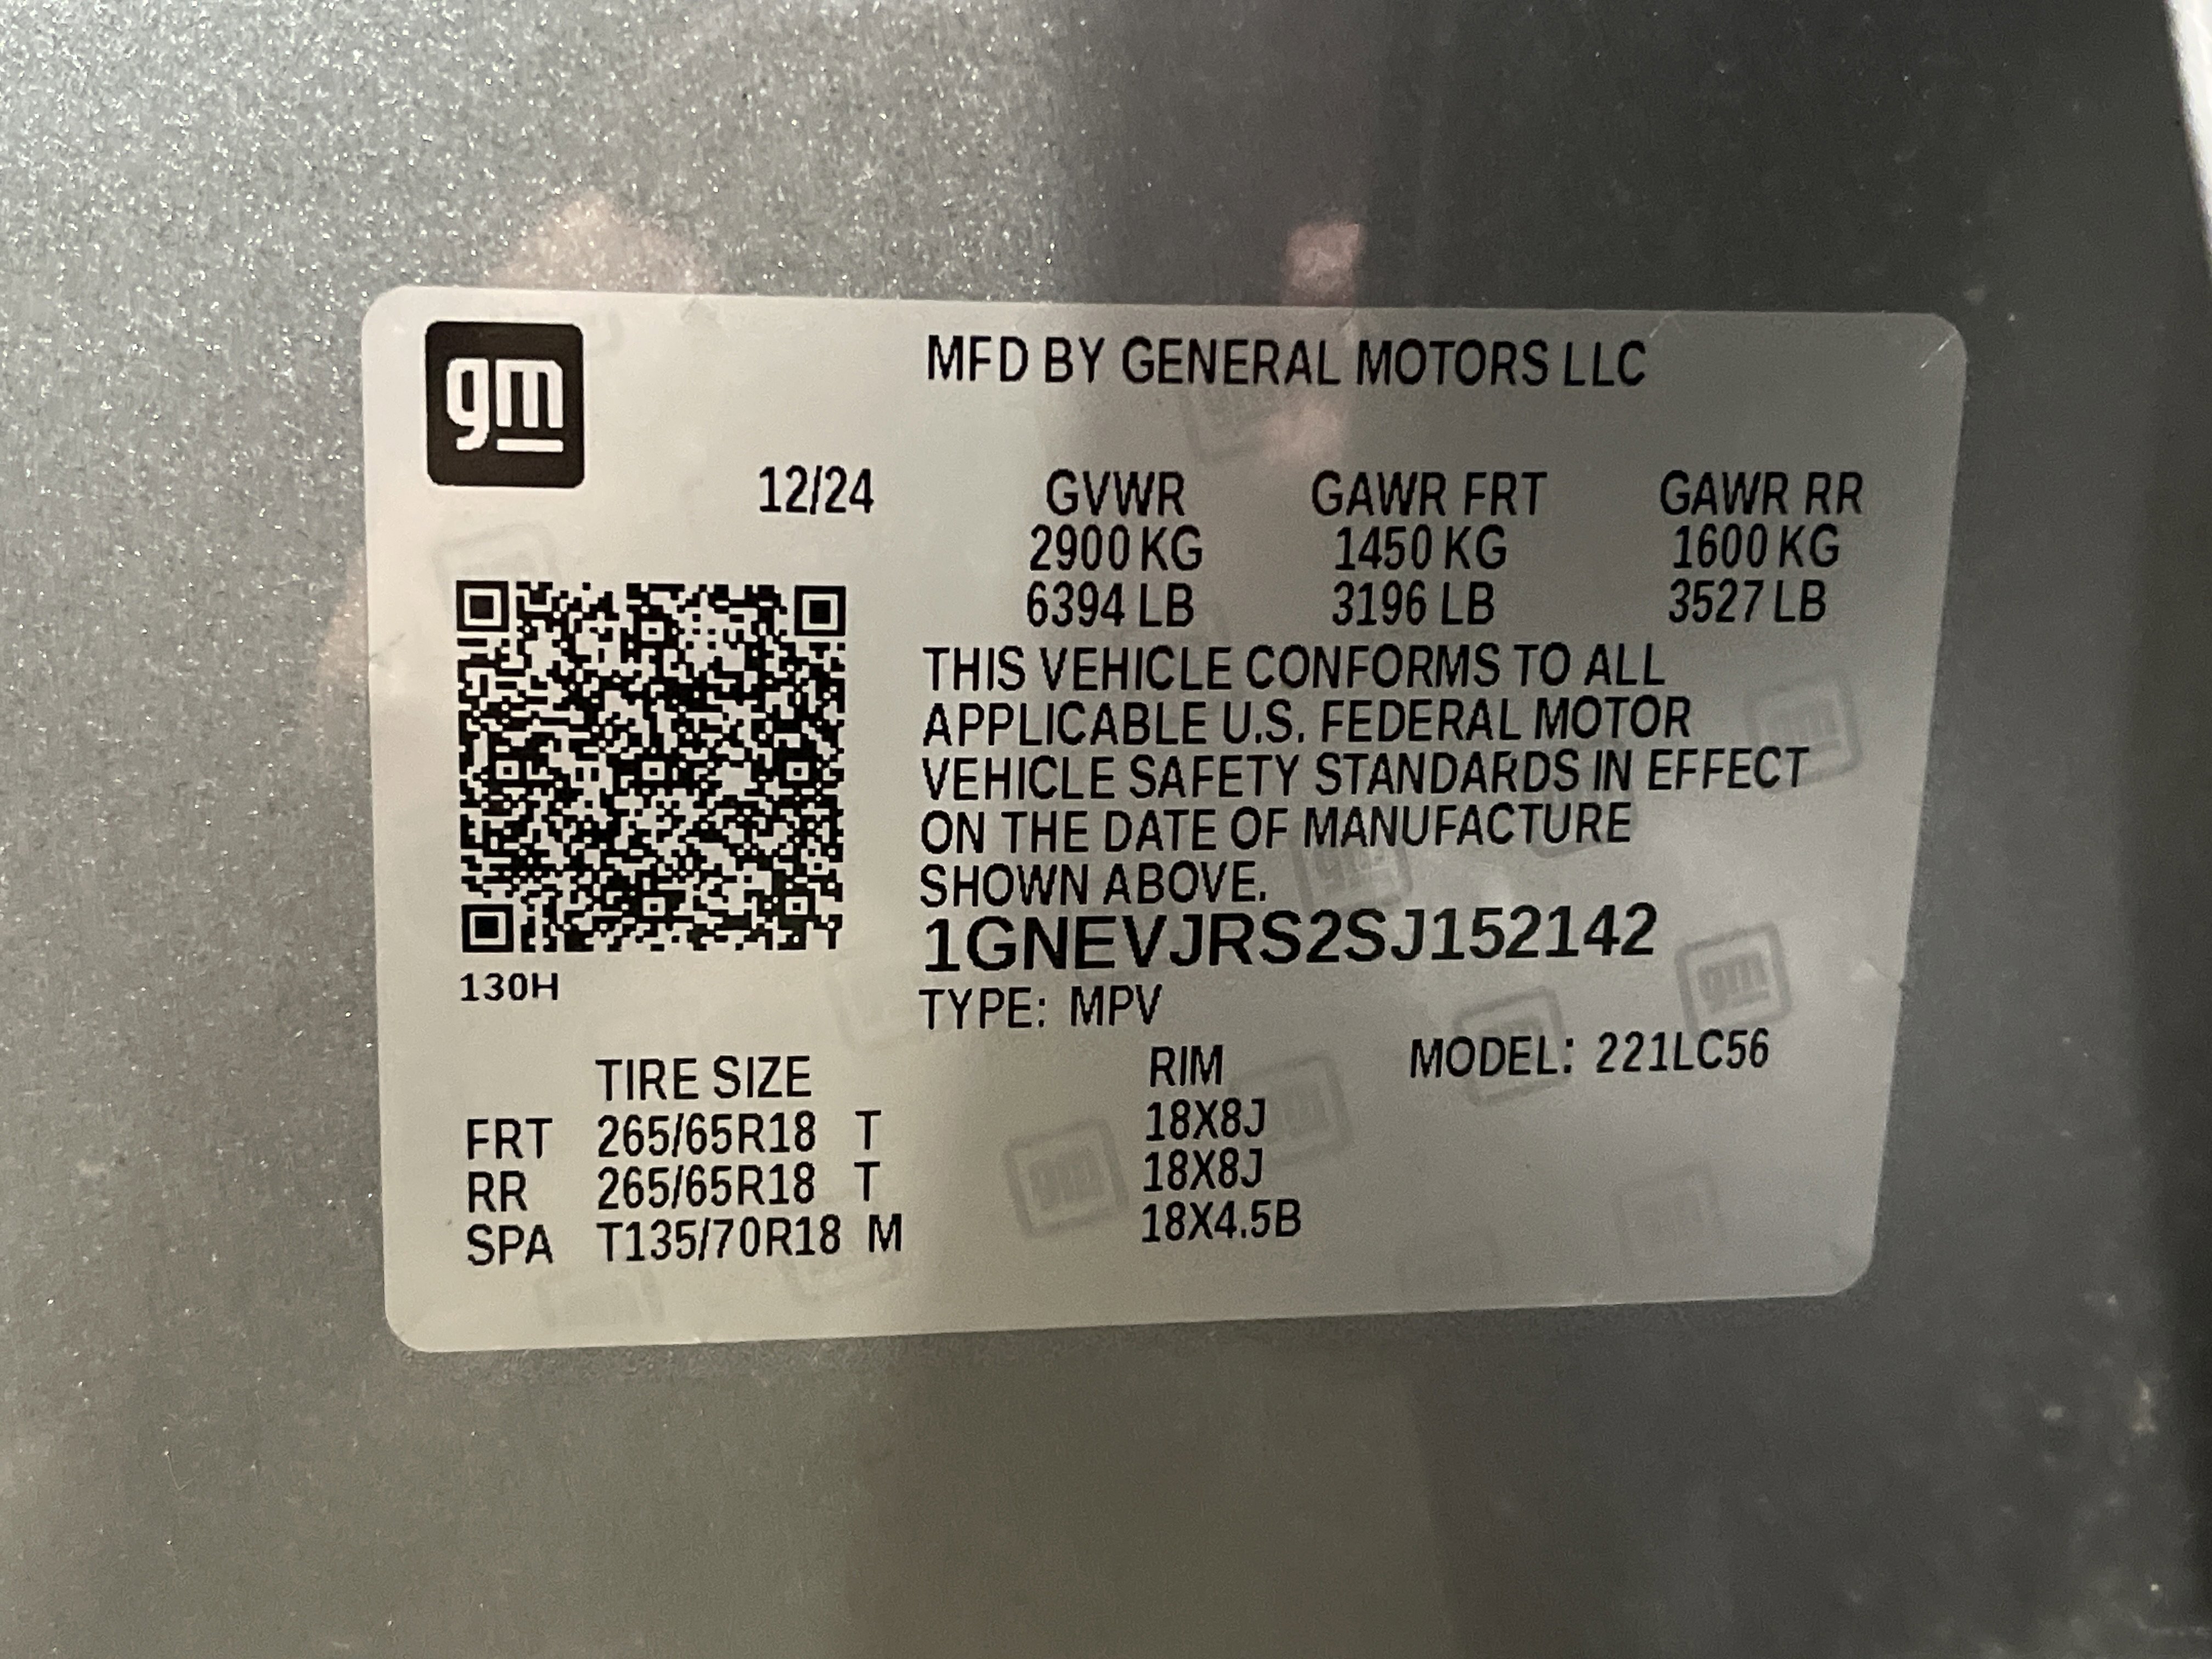 gm
MFD BY GENERAL MOTORS LLC
12/24 GVWR GAWR FRT GAWR RR
2900 KG 1450 KG 1600 KG
6394 LB 3196 LB 3527 LB
THIS VEHICLE CONFORMS TO ALL
APPLICABLE U.S. FEDERAL MOTOR
VEHICLE SAFETY STANDARDS IN EFFECT
ON THE DATE OF MANUFACTURE
SHOWN ABOVE.
1GNEVJRS2SJ152142
130H
TYPE: MPV
MODEL: 221LC56
TIRE SIZE RIM
FRT 265/65R18 T 18X8J
RR 265/65R18 T 18X8J
SPA T135/70R18 M 18X4.5B